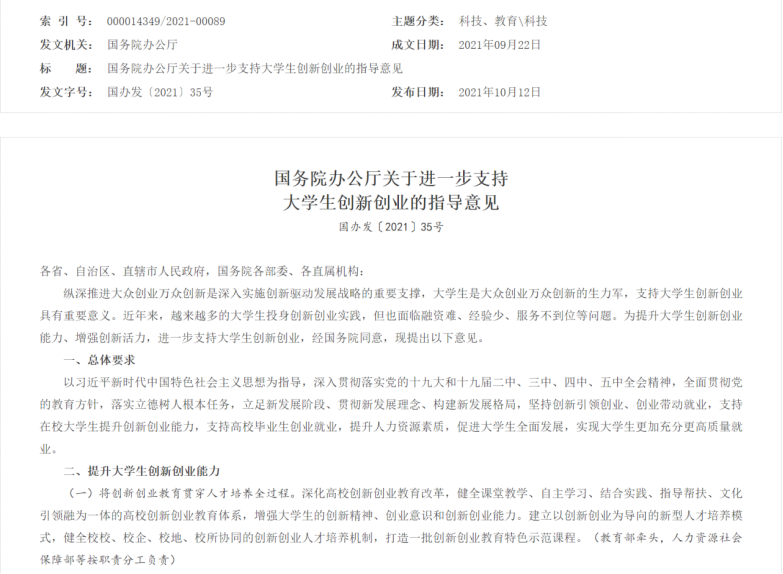 索 引 号： 000014349/2021-00089 主题分类： 科技、教育\科技
发文机关： 国务院办公厅 成文日期： 2021年09月22日
标　　题： 国务院办公厅关于进一步支持大学生创新创业的指导意见
发文字号： 国办发〔2021〕35号 发布日期： 2021年10月12日
国务院办公厅关于进一步支持
大学生创新创业的指导意见
国办发〔2021〕35号
各省、自治区、直辖市人民政府，国务院各部委、各直属机构：
纵深推进大众创业万众创新是深入实施创新驱动发展战略的重要支撑，大学生是大众创业万众创新的生力军，支持大学生创新创业
具有重要意义。近年来，越来越多的大学生投身创新创业实践，但也面临融资难、经验少、服务不到位等问题。为提升大学生创新创业
能力、增强创新活力，进一步支持大学生创新创业，经国务院同意，现提出以下意见。
一、总体要求
以习近平新时代中国特色社会主义思想为指导，深入贯彻落实党的十九大和十九届二中、三中、四中、五中全会精神，全面贯彻党
的教育方针，落实立德树人根本任务，立足新发展阶段、贯彻新发展理念、构建新发展格局，坚持创新引领创业、创业带动就业，支持
在校大学生提升创新创业能力，支持高校毕业生创业就业，提升人力资源素质，促进大学生全面发展，实现大学生更加充分更高质量就
业。
二、提升大学生创新创业能力
（一）将创新创业教育贯穿人才培养全过程。深化高校创新创业教育改革，健全课堂教学、自主学习、结合实践、指导帮扶、文化
引领融为一体的高校创新创业教育体系，增强大学生的创新精神、创业意识和创新创业能力。建立以创新创业为导向的新型人才培养模
式，健全校校、校企、校地、校所协同的创新创业人才培养机制，打造一批创新创业教育特色示范课程。（教育部牵头，人力资源社会
保障部等按职责分工负责）